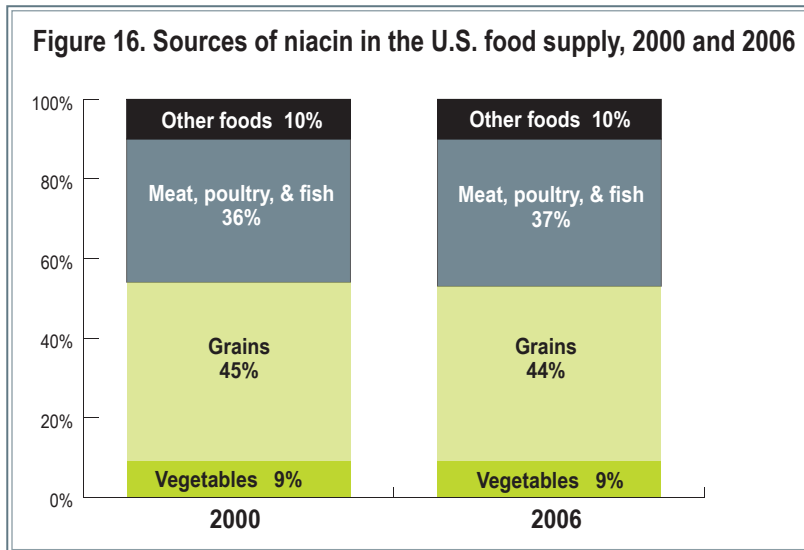 Figure 16. Sources of niacin in the U.S. food supply, 2000 and 2006
100%
80%
60%
40%
20%
0%
Other foods 10%
Meat, poultry, & fish
36%
Grains
45%
Vegetables 9%
2000
Other foods 10%
Meat, poultry, & fish
37%
Grains
44%
Vegetables 9%
2006